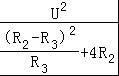 U²
(R₂-R₃)²
R₃
+4R₂